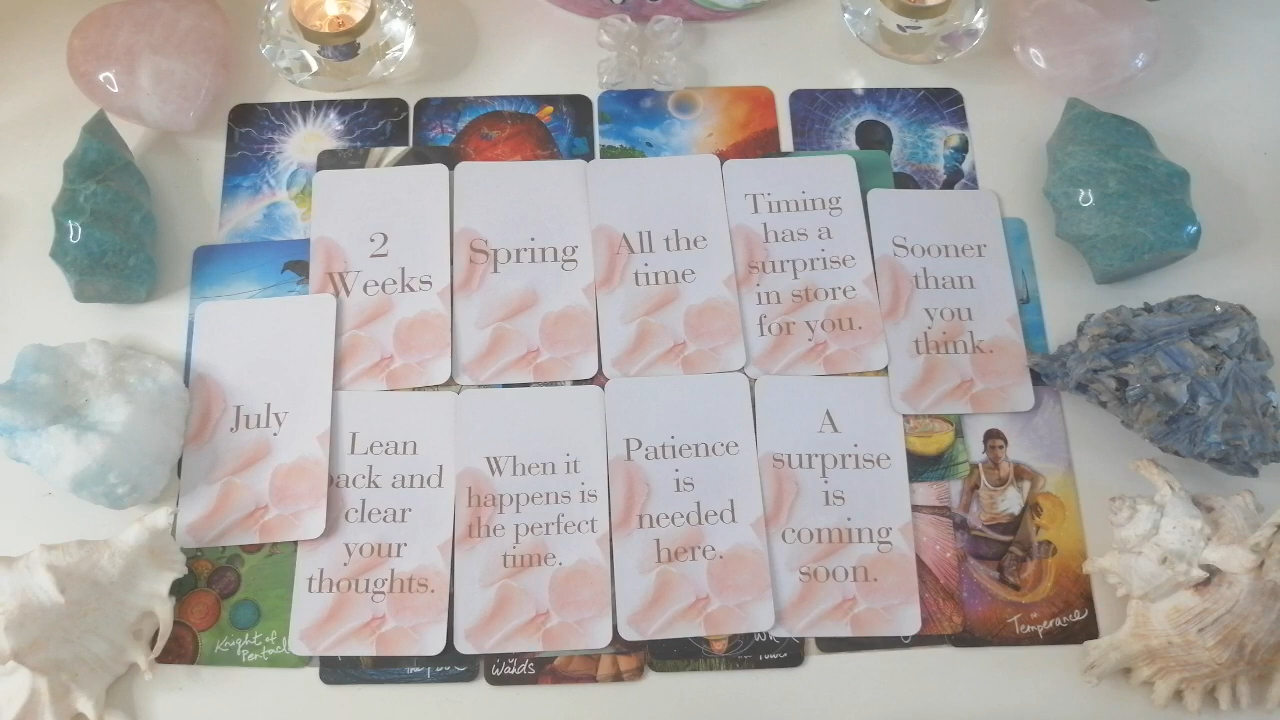 2
Weeks
Spring
All the
time
Timing
has a
surprise
in store
for you.
Sooner
than
you
think.
July
Lean
back and
clear
your
thoughts.
When it
happens is
the perfect
time.
Patience
is
needed
here.
A
surprise
is
coming
soon.
Knight of
Wands
Temperance